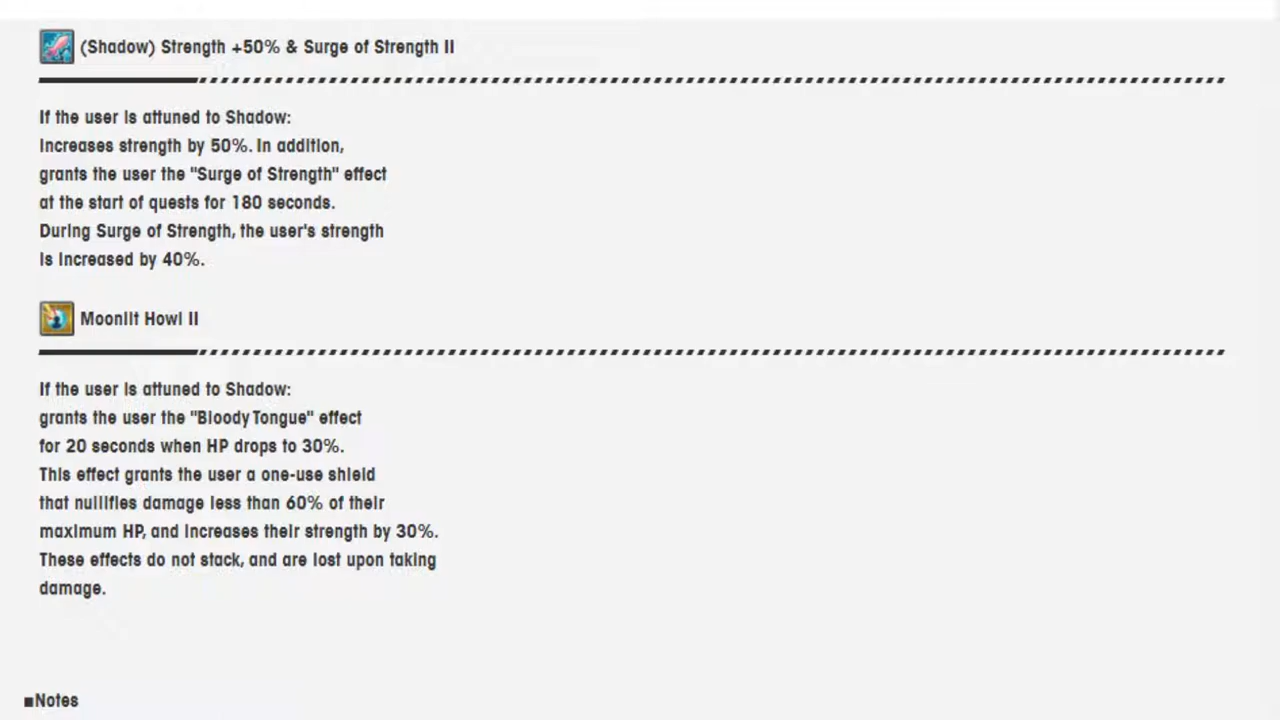 (Shadow) Strength +50% & Surge of Strength II
If the user is attuned to Shadow:
Increases strength by 50%. In addition,
grants the user the "Surge of Strength" effect
at the start of quests for 180 seconds.
During Surge of Strength, the user's strength
is increased by 40%.
Moonlit Howl II
If the user is attuned to Shadow:
grants the user the "Bloody Tongue" effect
for 20 seconds when HP drops to 30%.
This effect grants the user a one-use shield
that nullifies damage less than 60% of their
maximum HP, and increases their strength by 30%.
These effects do not stack, and are lost upon taking
damage.
■Notes